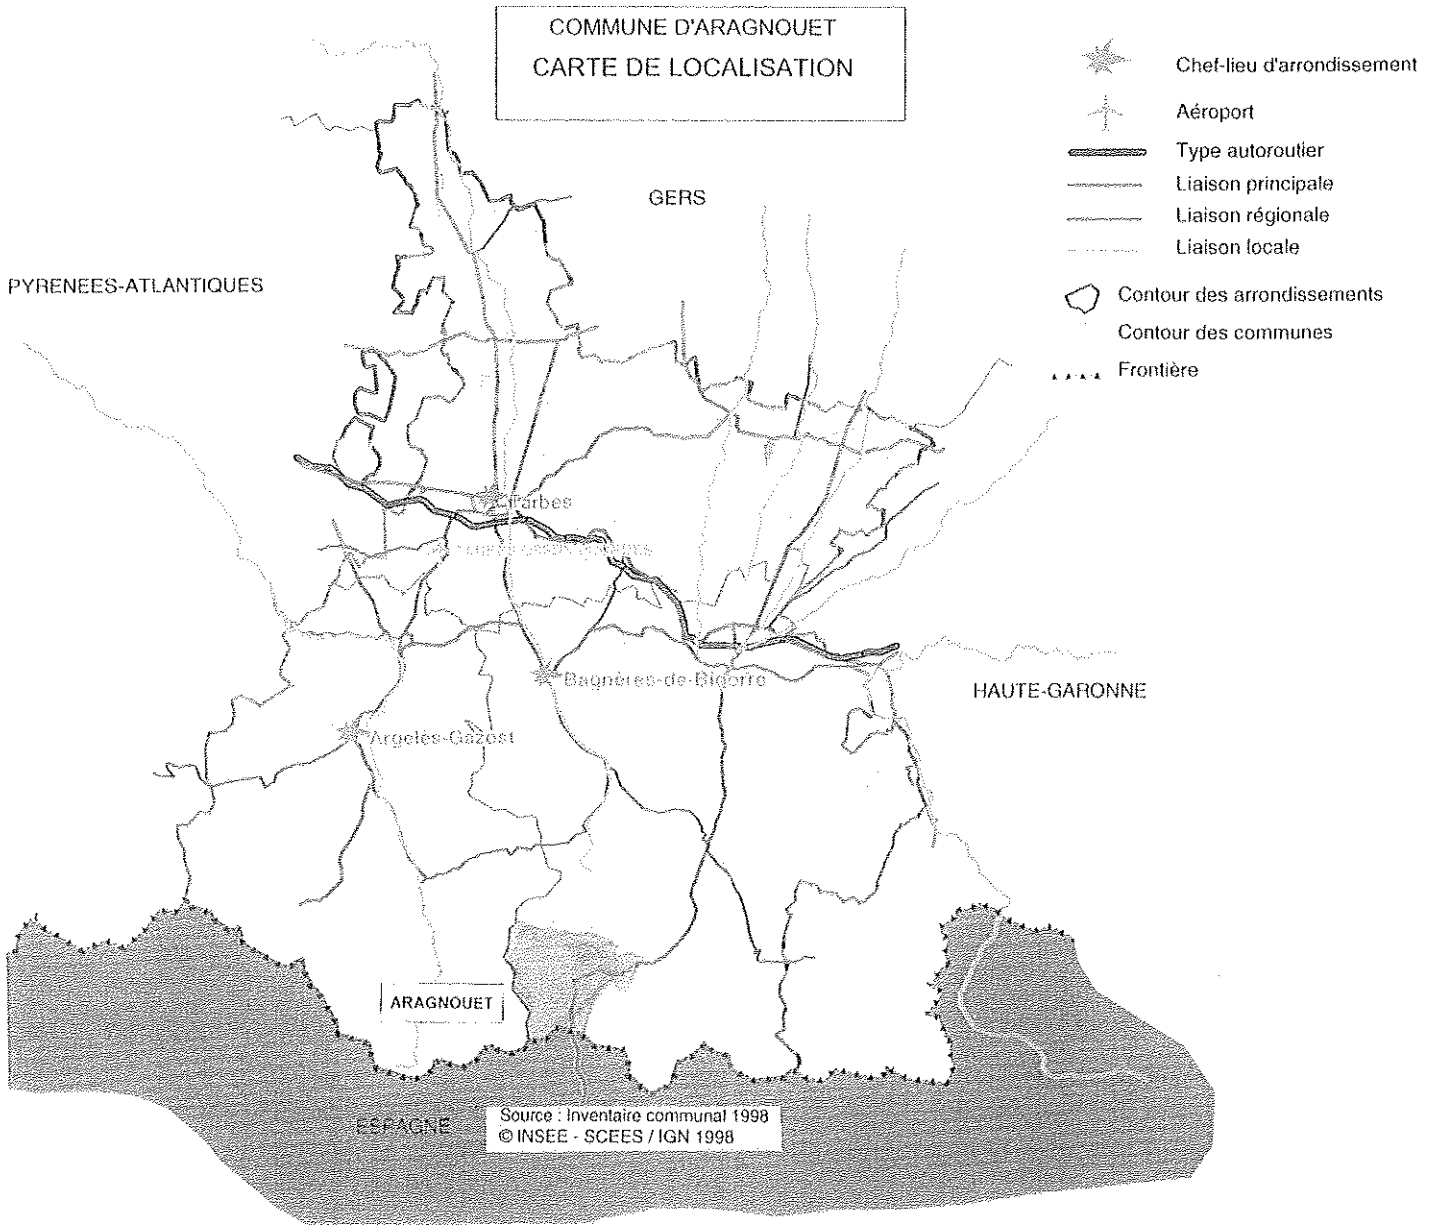 COMMUNE D'ARAGNOUET
CARTE DE LOCALISATION
Chef-lieu d'arrondissement
Aéroport
Type autoroutier
Liaison principale
Liaison régionale
Liaison locale
Contour des arrondissements
Contour des communes
Frontière
GERS
PYRENEES-ATLANTIQUES
Tarbes
Bagnères-de-Bigorre
HAUTE-GARONNE
Argelès-Gazost
ARAGNOUET
ESPAGNE
Source : Inventaire communal 1998
© INSEE - SCEES / IGN 1998